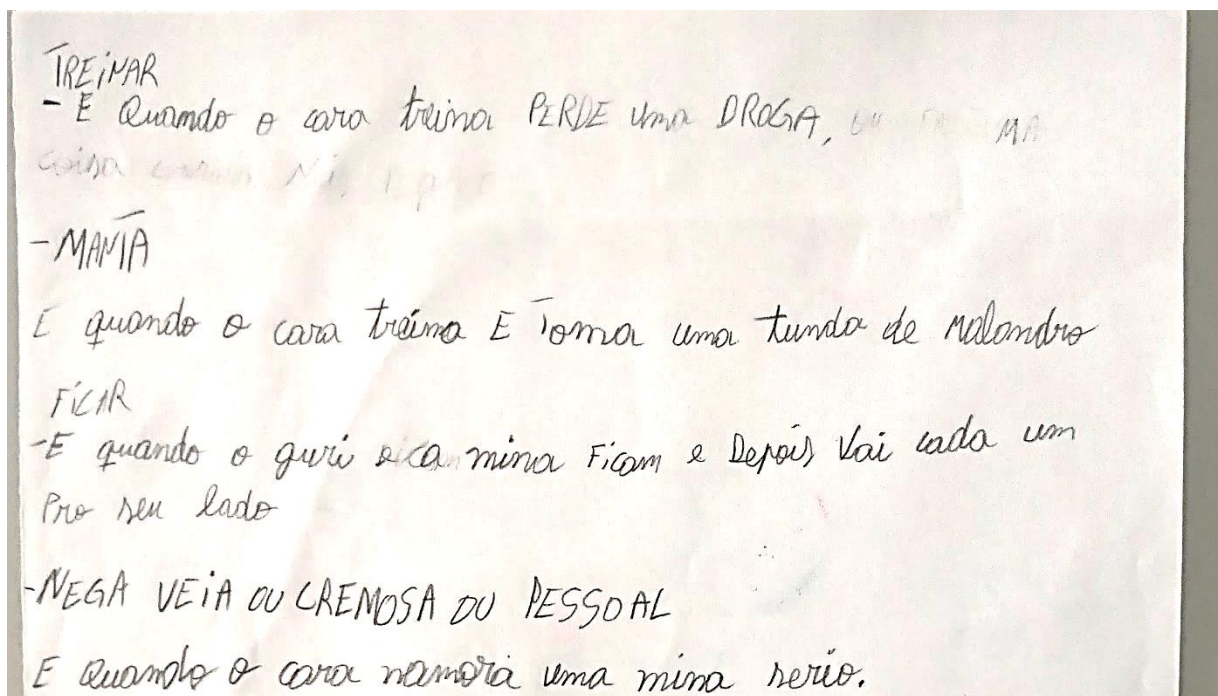 TREINAR
- E Quando o cara treina PERDE uma DROGA,
coisa
- MANTA
E quando o cara treina E Toma uma tunda de malandro
FICAR
- E quando o guri e a mina Ficam e Depois Vai cada um
Pro seu lado
- NEGA VEIA OU CREMOSA OU PESSOAL
E Quando o cara namora uma mina serio.